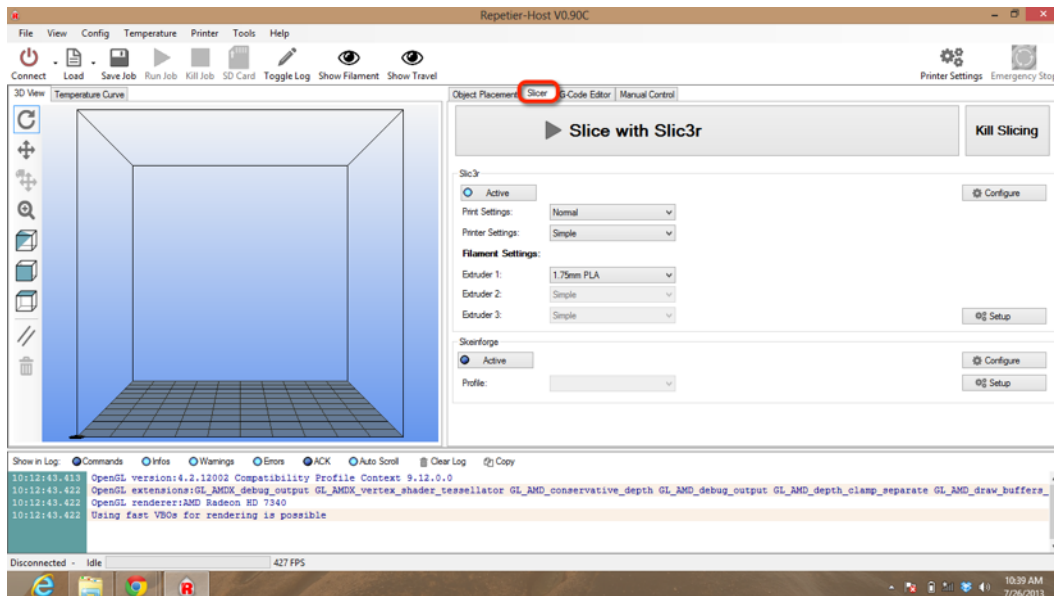 Repetier-Host V0.90C
File View Config Temperature Printer Tools Help
Connect Load Save Job Run Job Kill Job SD Card Toggle Log Show Filament Show Travel Printer Settings Emergency Stop
3D View Temperature Curve
Object Placement Slicer G-Code Editor Manual Control
Slice with Slic3r
Kill Slicing
Slic3r
Active Configure
Print Settings: Normal
Printer Settings: Simple
Filament Settings:
Extruder 1: 1.75mm PLA
Extruder 2: Simple
Extruder 3: Simple Setup
Skeinforge
Active Configure
Profile: Setup
Show in Log: Commands Infos Warnings Errors ACK Auto Scroll Clear Log Copy
10:12:43.413 OpenGL version:4.2.12002 Compatibility Profile Context 9.12.0.0
10:12:43.422 OpenGL extensions:GL_AMDX_debug_output GL_AMDX_vertex_shader_tessellator GL_AMD_conservative_depth GL_AMD_debug_output GL_AMD_depth_clamp_separate GL_AMD_draw_buffers_
10:12:43.422 OpenGL renderer:AMD Radeon HD 7340
10:12:43.422 Using fast VBOs for rendering is possible
Disconnected - Idle 427 FPS
10:39 AM
7/26/2013